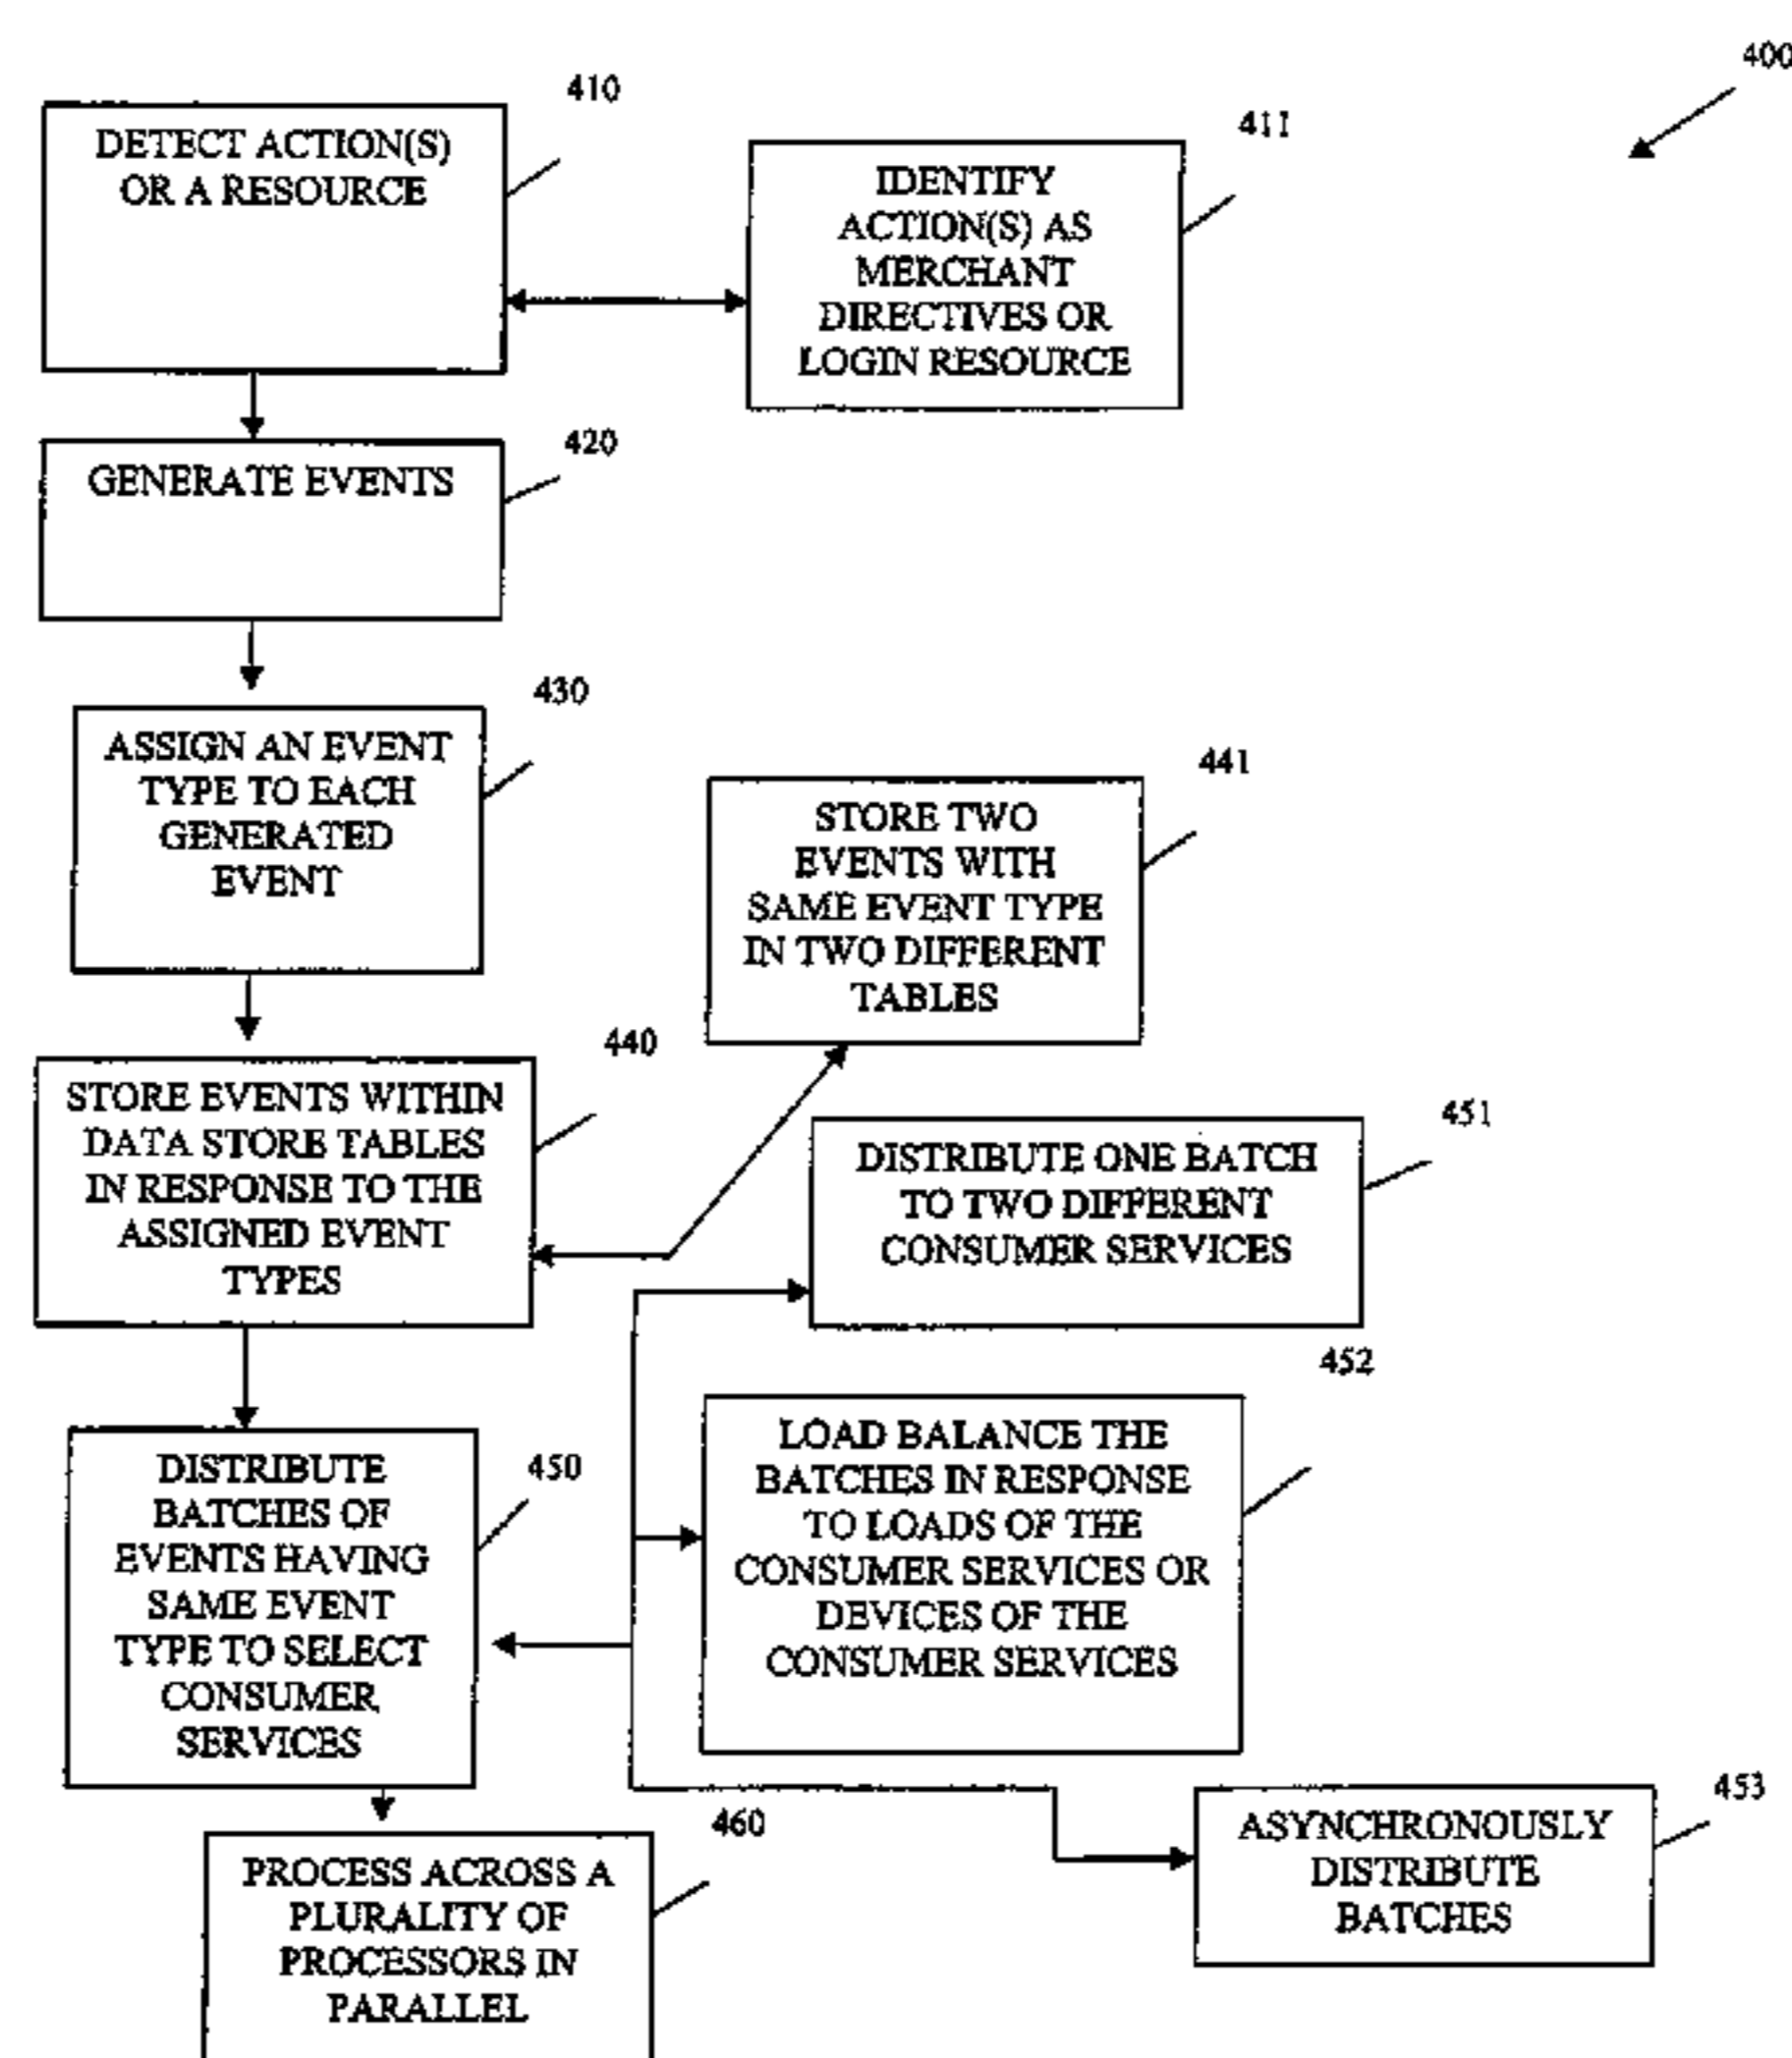 400
410
DETECT ACTION(S)
OR A RESOURCE
411
IDENTIFY
ACTION(S) AS
MERCHANT
DIRECTIVES OR
LOGIN RESOURCE
420
GENERATE EVENTS
430
ASSIGN AN EVENT
TYPE TO EACH
GENERATED
EVENT
441
STORE TWO
EVENTS WITH
SAME EVENT TYPE
IN TWO DIFFERENT
TABLES
440
STORE EVENTS WITHIN
DATA STORE TABLES
IN RESPONSE TO THE
ASSIGNED EVENT
TYPES
451
DISTRIBUTE ONE BATCH
TO TWO DIFFERENT
CONSUMER SERVICES
452
LOAD BALANCE THE
BATCHES IN RESPONSE
TO LOADS OF THE
CONSUMER SERVICES OR
DEVICES OF THE
CONSUMER SERVICES
450
DISTRIBUTE
BATCHES OF
EVENTS HAVING
SAME EVENT
TYPE TO SELECT
CONSUMER
SERVICES
453
ASYNCHRONOUSLY
DISTRIBUTE
BATCHES
460
PROCESS ACROSS A
PLURALITY OF
PROCESSORS IN
PARALLEL